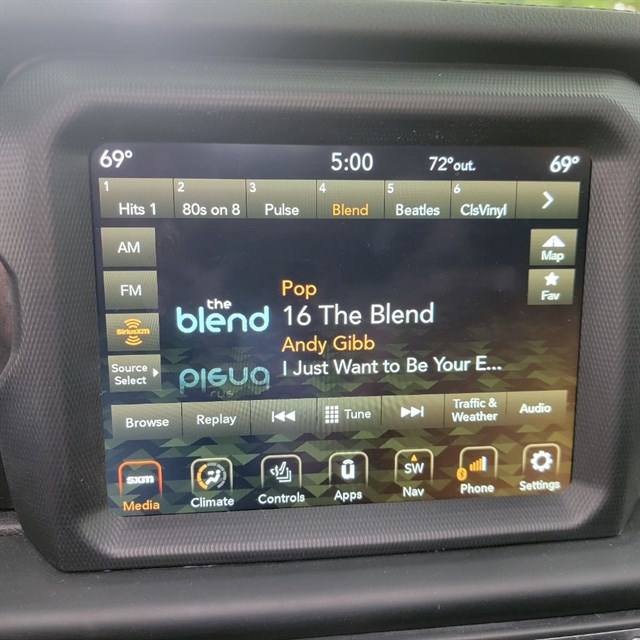 69° 5:00 72°out. 69°
1 2 3 4 5 6
Hits 1 80s on 8 Pulse Blend Beatles ClsVinyl
AM
FM
SiriusXM
Source
Select
Map
Fav
the
blend
Pop
16 The Blend
Andy Gibb
I Just Want to Be Your E...
Browse Replay Tune Traffic &
Weather Audio
sxm SW
Media Climate Controls Apps Nav Phone Settings